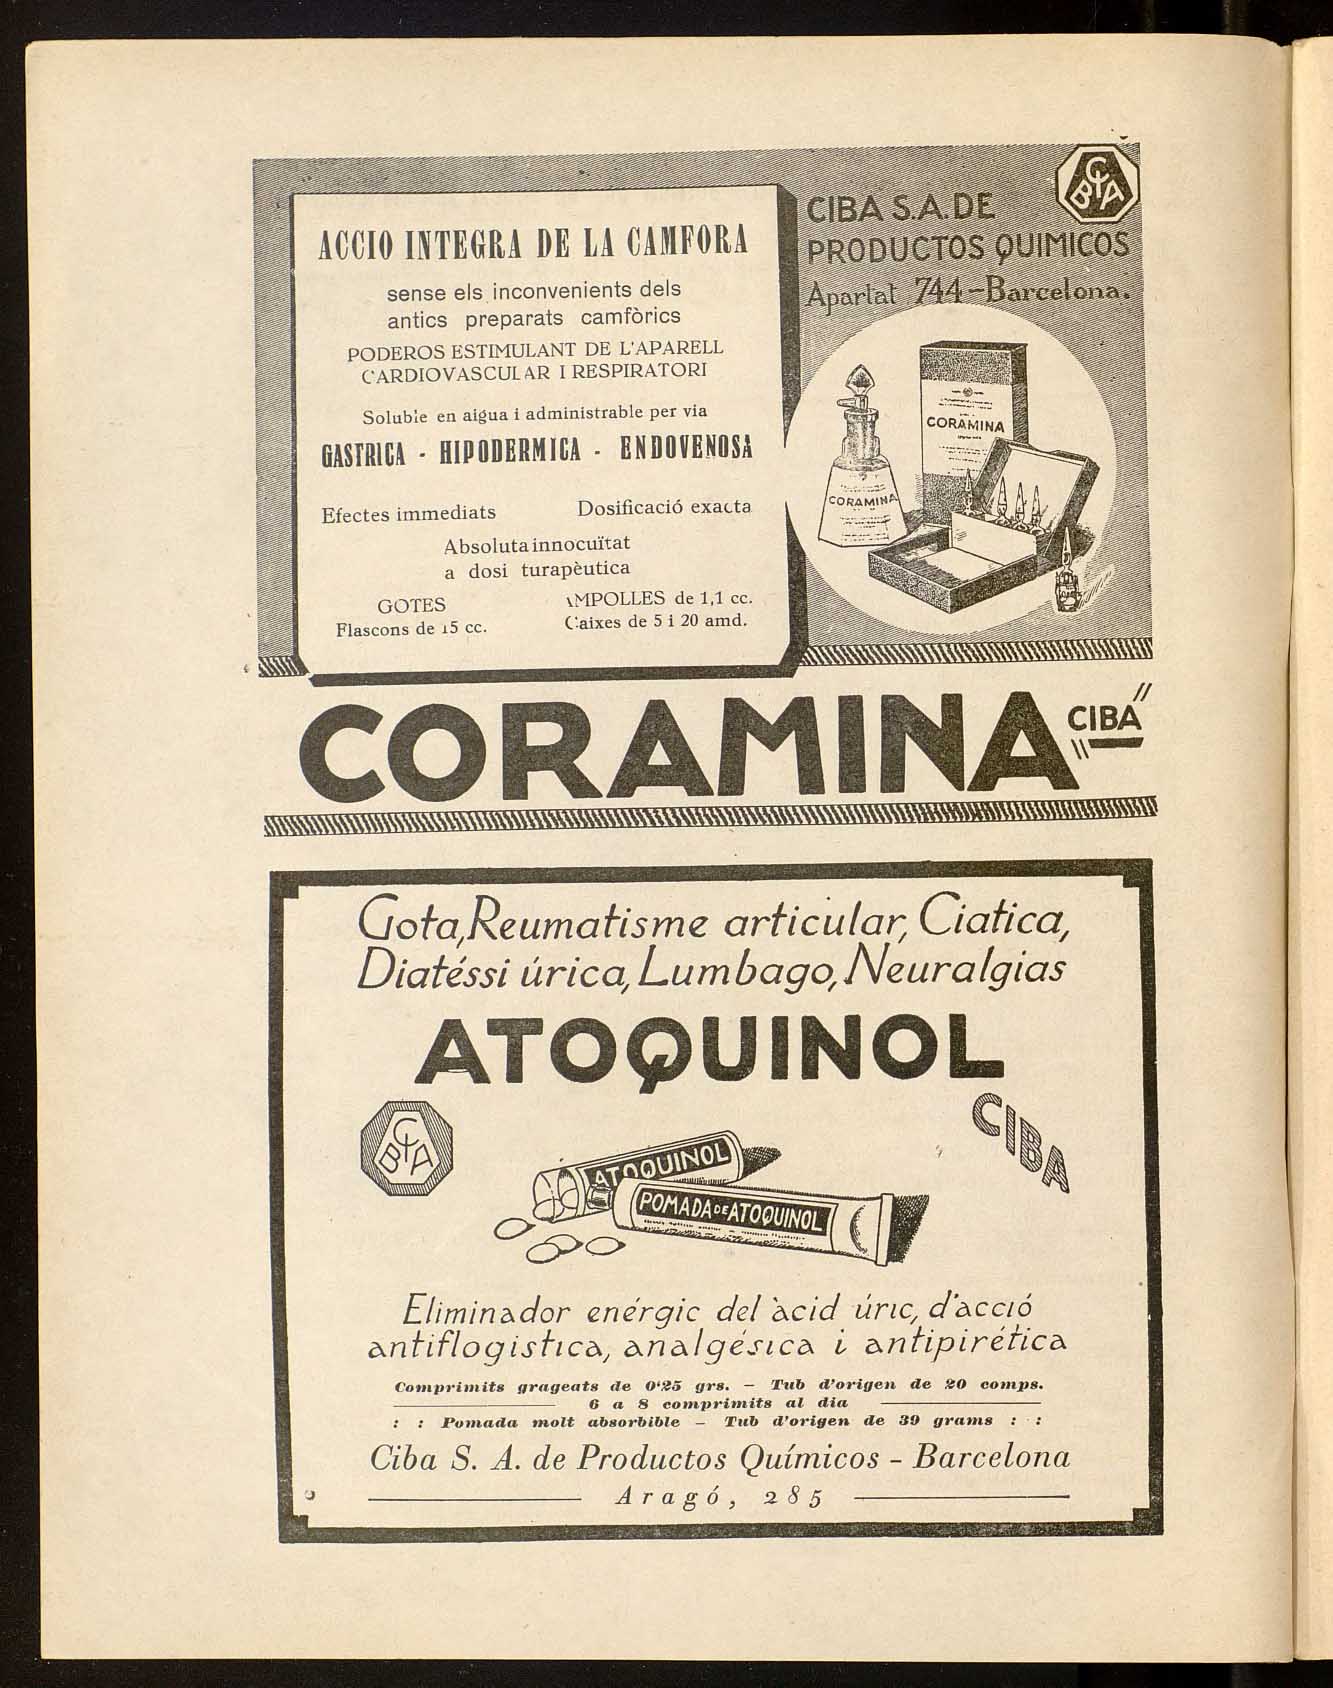 ACCIO INTEGRA DE LA CAMFORA
sense els inconvenients dels
antics preparats camfòrics
PODEROS ESTIMULANT DE L'APARELL
CARDIOVASCULAR I RESPIRATORI
Soluble en aigua i administrable per via
GASTRICA - HIPODERMICA - ENDOVENOSA
Efectes immediats Dosificació exacta
Absoluta innocuïtat
a dosi turapèutica
GOTES
Flascons de 15 cc.
AMPOLLES de 1,1 cc.
Caixes de 5 i 20 amd.
CIBA
CIBA S.A. DE
PRODUCTOS QUIMICOS
Apartat 744-Barcelona.
CORAMINA
CORAMINA
CORAMINA "CIBA"
Gota, Reumatisme articular, Ciatica,
Diatéssi úrica, Lumbago, Neuralgias
ATOQUINOL
CIBA
CIBA
ATOQUINOL
POMADA DE ATOQUINOL
Eliminador enérgic del àcid úric, d'acció
antiflogistica, analgésica i antipirética
Comprimits grageats de 0'25 grs. - Tub d'origen de 20 comps.
6 a 8 comprimits al dia
: : Pomada molt absorbible - Tub d'origen de 39 grams : :
Ciba S. A. de Productos Químicos - Barcelona
Aragó, 285